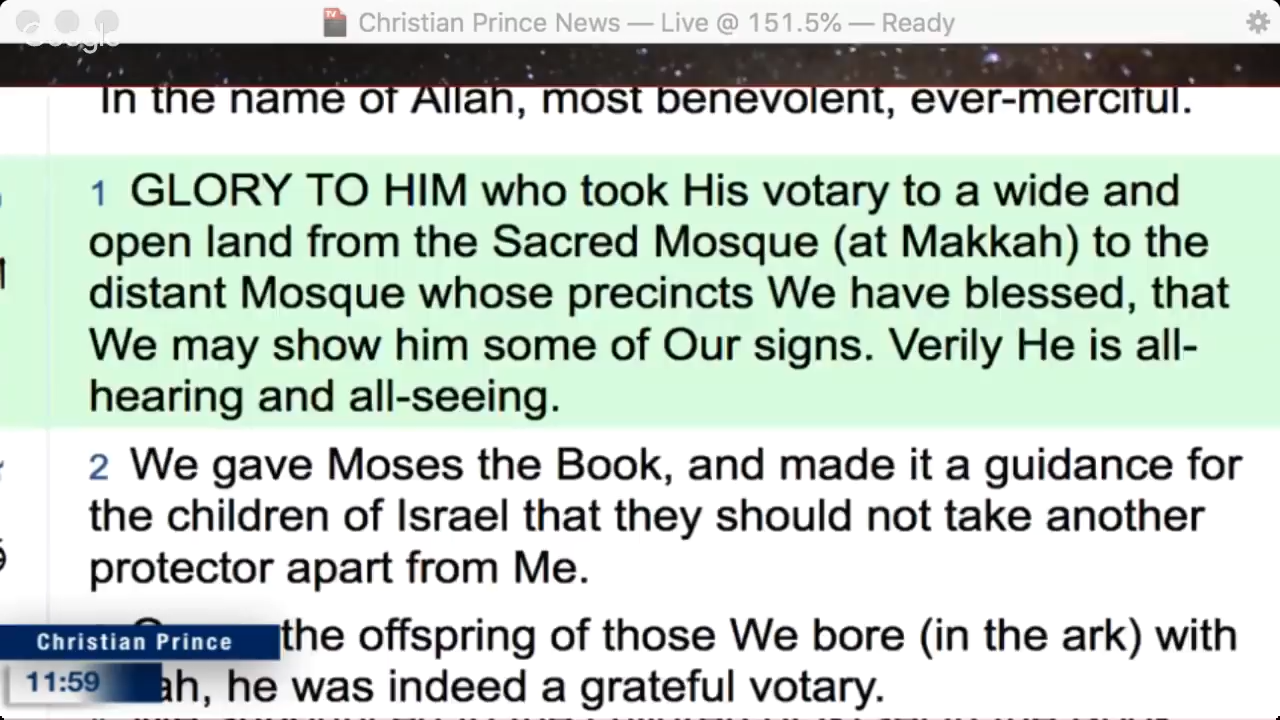 Christian Prince News — Live @ 151.5% — Ready
Google
In the name of Allah, most benevolent, ever-merciful.
1 GLORY TO HIM who took His votary to a wide and
open land from the Sacred Mosque (at Makkah) to the
distant Mosque whose precincts We have blessed, that
We may show him some of Our signs. Verily He is all-
hearing and all-seeing.
2 We gave Moses the Book, and made it a guidance for
the children of Israel that they should not take another
protector apart from Me.
the offspring of those We bore (in the ark) with
he was indeed a grateful votary.
Christian Prince
11:59